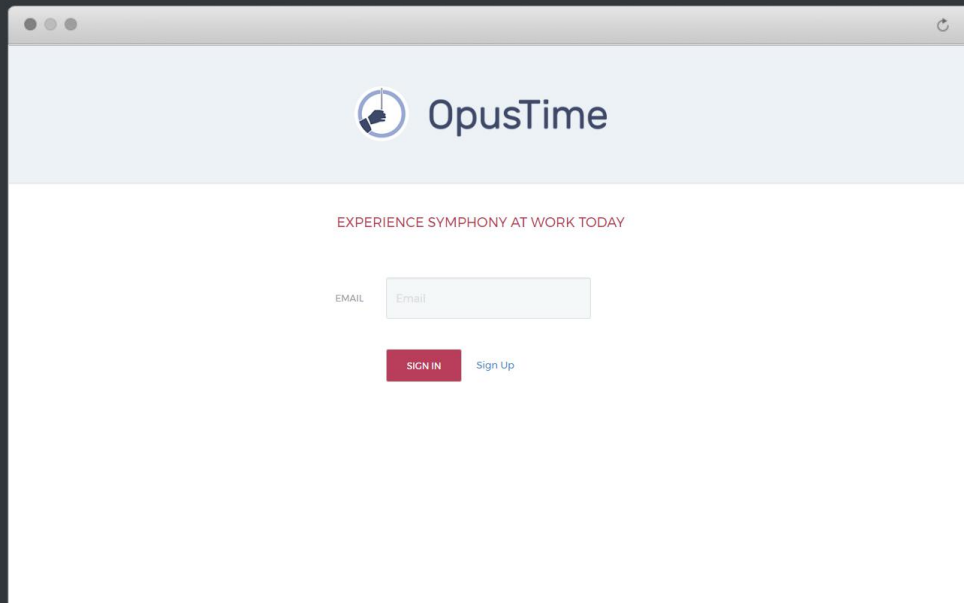 OpusTime
EXPERIENCE SYMPHONY AT WORK TODAY
EMAIL Email
SIGN IN Sign Up